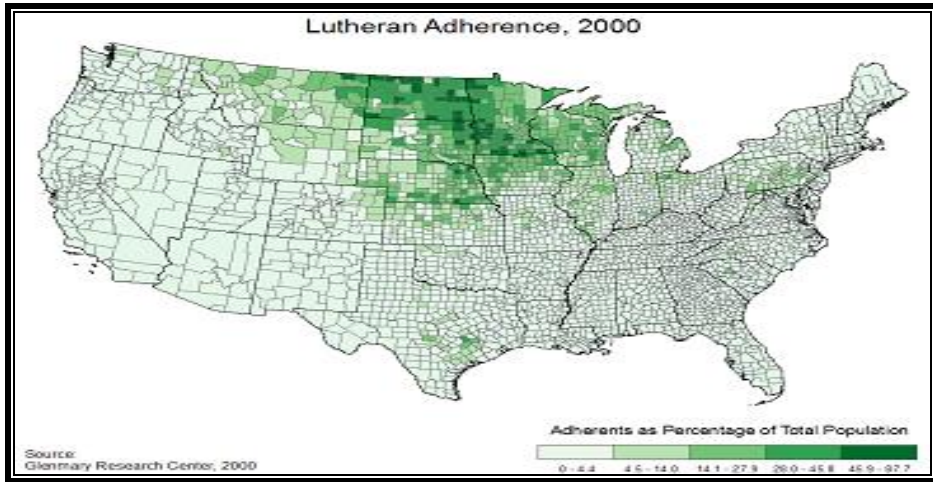 Lutheran Adherence, 2000
Adherents as Percentage of Total Population
0 - 4.4 4.5 - 14.0 14.1 - 27.9 28.0 - 45.8 45.9 - 87.7
Source:
Glenmary Research Center, 2000